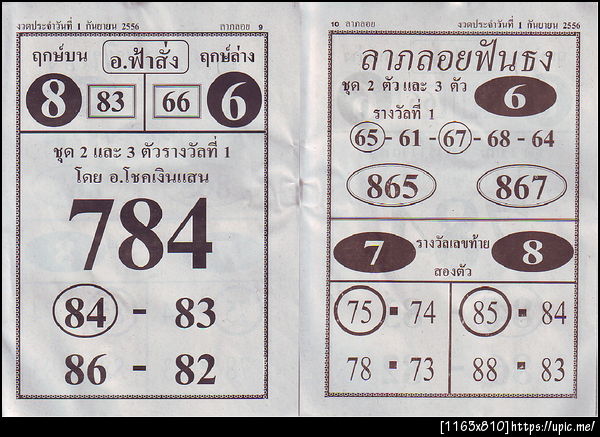 งวดประจำวันที่ 1 กันยายน 2556
ลาภลอย 9
ฤกษ์บน อ.ฟ้าสั่ง ฤกษ์ล่าง
8 83 66 6
ชุด 2 และ 3 ตัวรางวัลที่ 1
โดย อ.โชคเงินแสน
784
84 - 83
86 - 82
10 ลาภลอย
งวดประจำวันที่ 1 กันยายน 2556
ลาภลอยฟันธง
ชุด 2 ตัว และ 3 ตัว
6
รางวัลที่ 1
65 - 61 - 67 - 68 - 64
865 867
7 รางวัลเลขท้าย 8
สองตัว
75 - 74 85 - 84
78 - 73 88 - 83
[1163x810]https://upic.me/